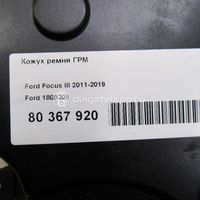 Кожух ремня ГРМ
Ford Focus III 2011-2019
Ford
80 367 920